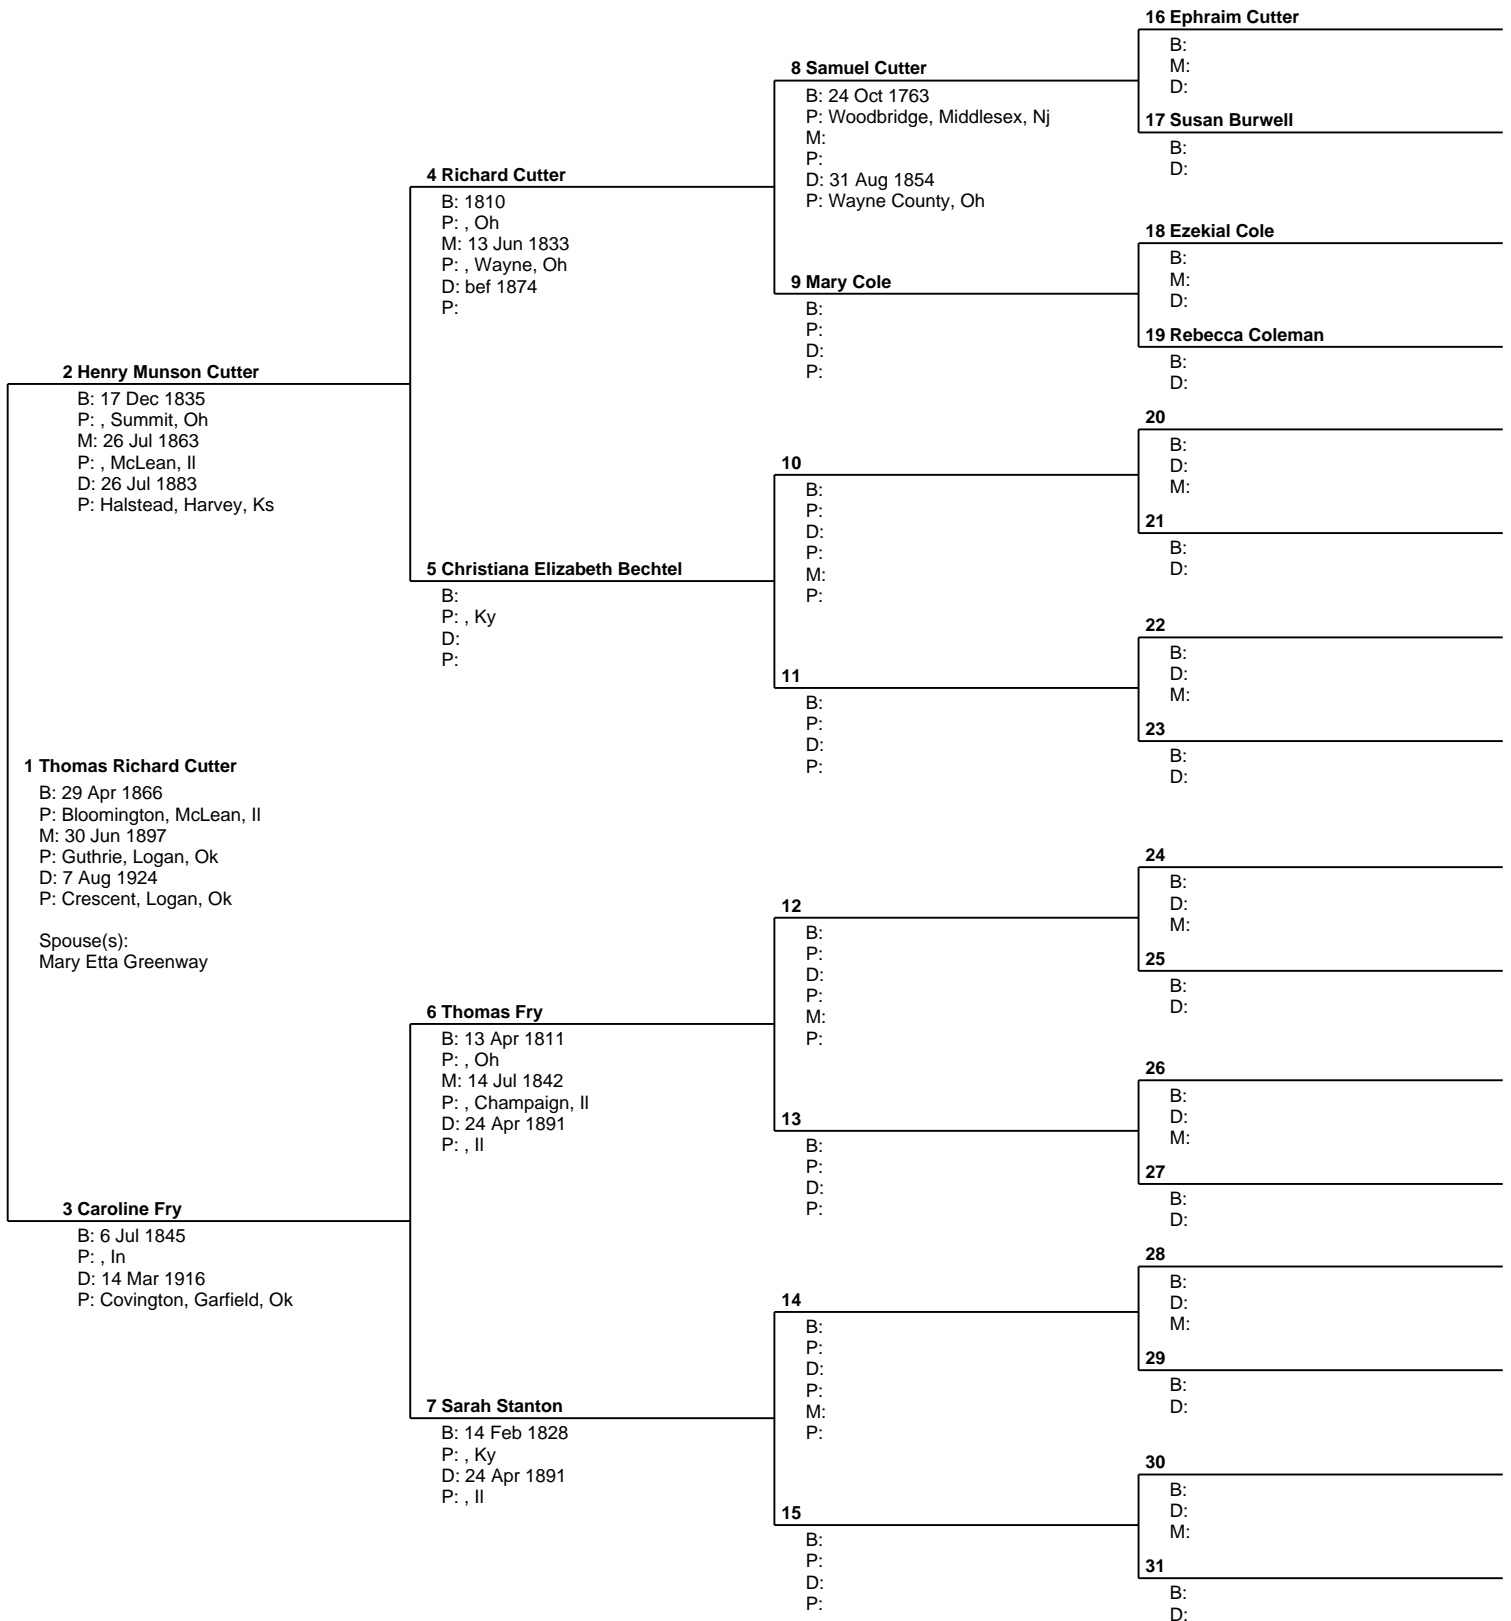 16 Ephraim Cutter
B:
M:
D:
8 Samuel Cutter
B: 24 Oct 1763
P: Woodbridge, Middlesex, Nj
M:
P:
D: 31 Aug 1854
P: Wayne County, Oh
17 Susan Burwell
B:
D:
4 Richard Cutter
B: 1810
P: , Oh
M: 13 Jun 1833
P: , Wayne, Oh
D: bef 1874
P:
18 Ezekial Cole
B:
M:
D:
9 Mary Cole
B:
P:
D:
P:
19 Rebecca Coleman
B:
D:
2 Henry Munson Cutter
B: 17 Dec 1835
P: , Summit, Oh
M: 26 Jul 1863
P: , McLean, Il
D: 26 Jul 1883
P: Halstead, Harvey, Ks
20
B:
D:
M:
10
B:
P:
D:
P:
M:
P:
21
B:
D:
5 Christiana Elizabeth Bechtel
B:
P: , Ky
D:
P:
22
B:
D:
M:
11
B:
P:
D:
P:
23
B:
D:
1 Thomas Richard Cutter
B: 29 Apr 1866
P: Bloomington, McLean, Il
M: 30 Jun 1897
P: Guthrie, Logan, Ok
D: 7 Aug 1924
P: Crescent, Logan, Ok
Spouse(s):
Mary Etta Greenway
24
B:
D:
M:
12
B:
P:
D:
P:
M:
P:
25
B:
D:
6 Thomas Fry
B: 13 Apr 1811
P: , Oh
M: 14 Jul 1842
P: , Champaign, Il
D: 24 Apr 1891
P: , Il
26
B:
D:
M:
13
B:
P:
D:
P:
27
B:
D:
3 Caroline Fry
B: 6 Jul 1845
P: , In
D: 14 Mar 1916
P: Covington, Garfield, Ok
28
B:
D:
M:
14
B:
P:
D:
P:
M:
P:
29
B:
D:
7 Sarah Stanton
B: 14 Feb 1828
P: , Ky
D: 24 Apr 1891
P: , Il
30
B:
D:
M:
15
B:
P:
D:
P:
31
B:
D: